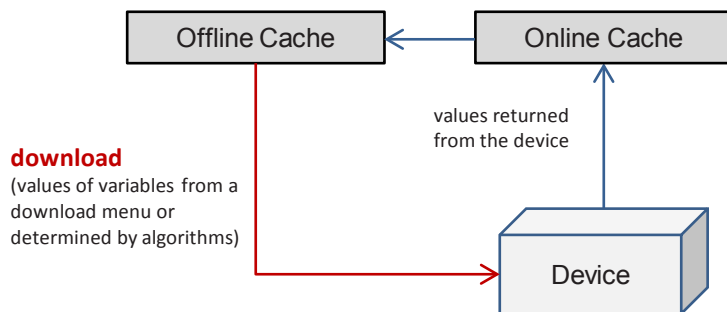 Offline Cache
Online Cache
values returned
from the device
download
(values of variables from a
download menu or
determined by algorithms)
Device